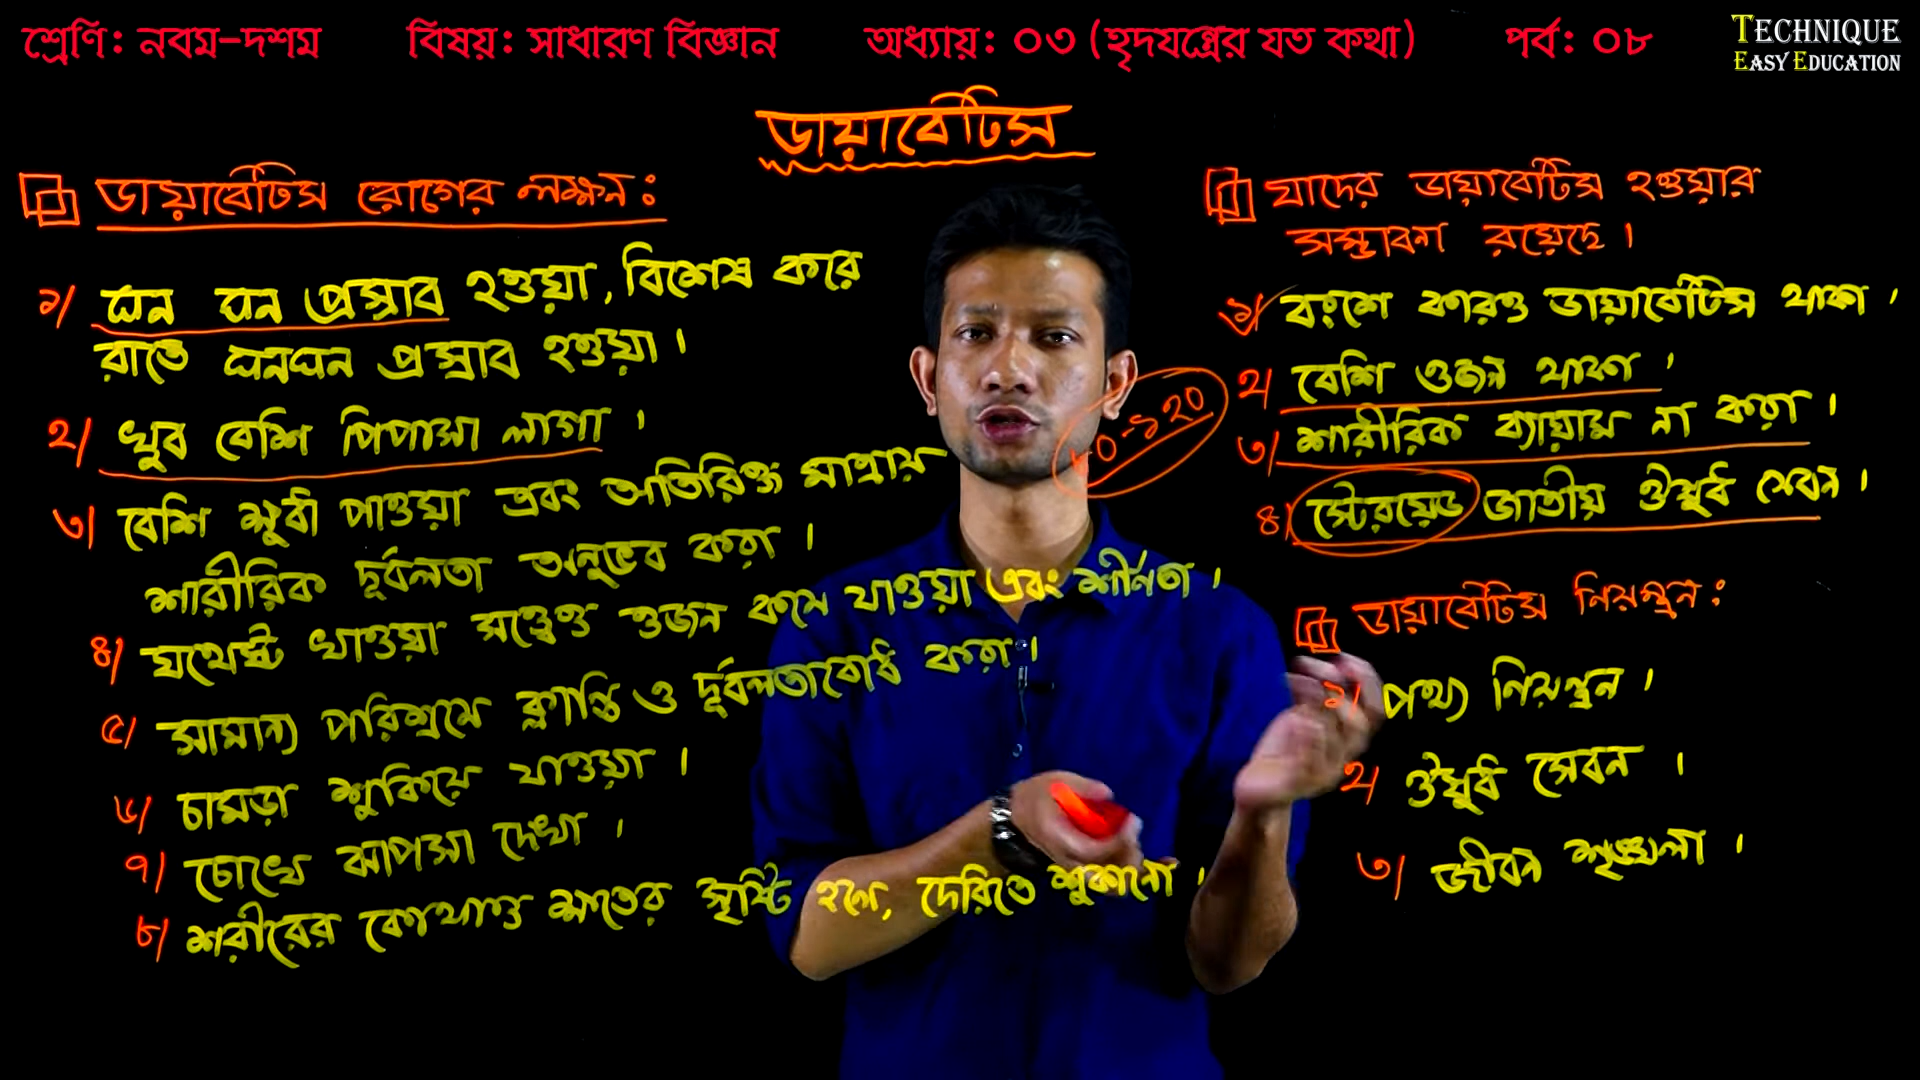 শ্রেণি: নবম-দশম বিষয়: সাধারণ বিজ্ঞান অধ্যায়: ০৩ (হৃদযন্ত্রের যত কথা) পর্ব: ০৮
TECHNIQUE
EASY EDUCATION
ডায়াবেটিস
ডায়াবেটিস রোগের লক্ষন:
১। ঘন ঘন প্রস্রাব হওয়া, বিশেষ করে
রাতে ঘনঘন প্রস্রাব হওয়া।
২। খুব বেশি পিপাসা লাগা।
৩। বেশি ক্ষুধা পাওয়া এবং অতিরিক্ত মাত্রায়
শারীরিক দূর্বলতা অনুভব করা।
৪। যথেষ্ট খাওয়া সত্ত্বেও ওজন কমে যাওয়া এবং শীর্ণতা।
৫। সামান্য পরিশ্রমে ক্লান্তি ও দূর্বলতাবোধ করা।
৬। চামড়া শুকিয়ে যাওয়া।
৭। চোখে ঝাপসা দেখা।
৮। শরীরের কোথাও ক্ষতের সৃষ্টি হলে, দেরিতে শুকানো।
যাদের ডায়াবেটিস হওয়ার
সম্ভাবনা রয়েছে।
১। বংশে কারও ডায়াবেটিস থাকা।
২। বেশি ওজন থাকা।
৩। শারীরিক ব্যায়াম না করা।
৪। স্টেরয়েড জাতীয় ঔষুধ সেবন।
ডায়াবেটিস নিয়ন্ত্রন:
১। পথ্য নিয়ন্ত্রন।
২। ঔষুধ সেবন।
৩। জীবন শৃঙ্খলা।